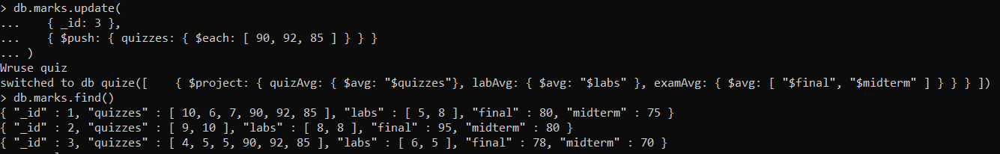 > db.marks.update(
...    { _id: 3 },
...    { $push: { quizzes: { $each: [ 90, 92, 85 ] } } }
... )
Wruse quiz
switched to db quize([    { $project: { quizAvg: { $avg: "$quizzes"}, labAvg: { $avg: "$labs" }, examAvg: { $avg: [ "$final", "$midterm" ] } } } ])
> db.marks.find()
{ "_id" : 1, "quizzes" : [ 10, 6, 7, 90, 92, 85 ], "labs" : [ 5, 8 ], "final" : 80, "midterm" : 75 }
{ "_id" : 2, "quizzes" : [ 9, 10 ], "labs" : [ 8, 8 ], "final" : 95, "midterm" : 80 }
{ "_id" : 3, "quizzes" : [ 4, 5, 5, 90, 92, 85 ], "labs" : [ 6, 5 ], "final" : 78, "midterm" : 70 }